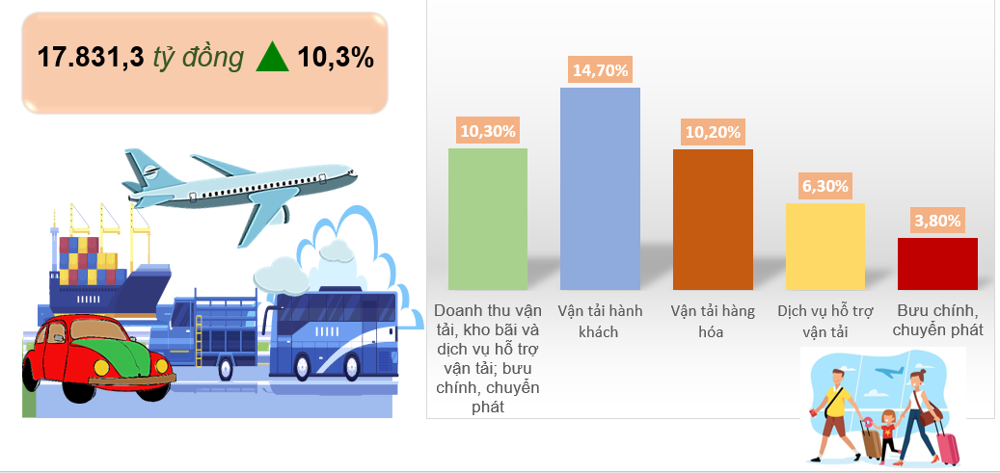 17.831,3 tỷ đồng 10,3%
10,30%
14,70%
10,20%
6,30%
3,80%
Doanh thu vận
tải, kho bãi và
dịch vụ hỗ trợ
vận tải; bưu
chính, chuyển
phát
Vận tải hành
khách
Vận tải hàng
hóa
Dịch vụ hỗ trợ
vận tải
Bưu chính,
chuyển phát